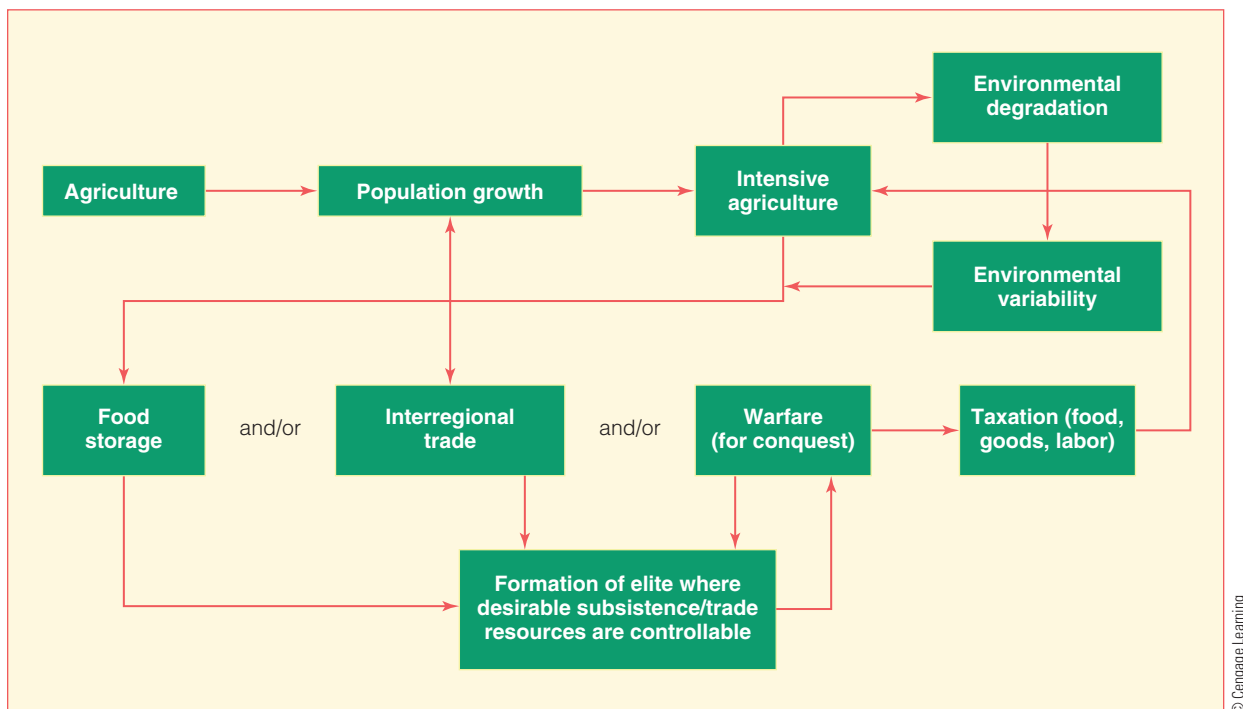 Environmental
degradation
Agriculture
Population growth
Intensive
agriculture
Environmental
variability
Food
storage
and/or
Interregional
trade
and/or
Warfare
(for conquest)
Taxation (food,
goods, labor)
Formation of elite where
desirable subsistence/trade
resources are controllable
© Cengage Learning